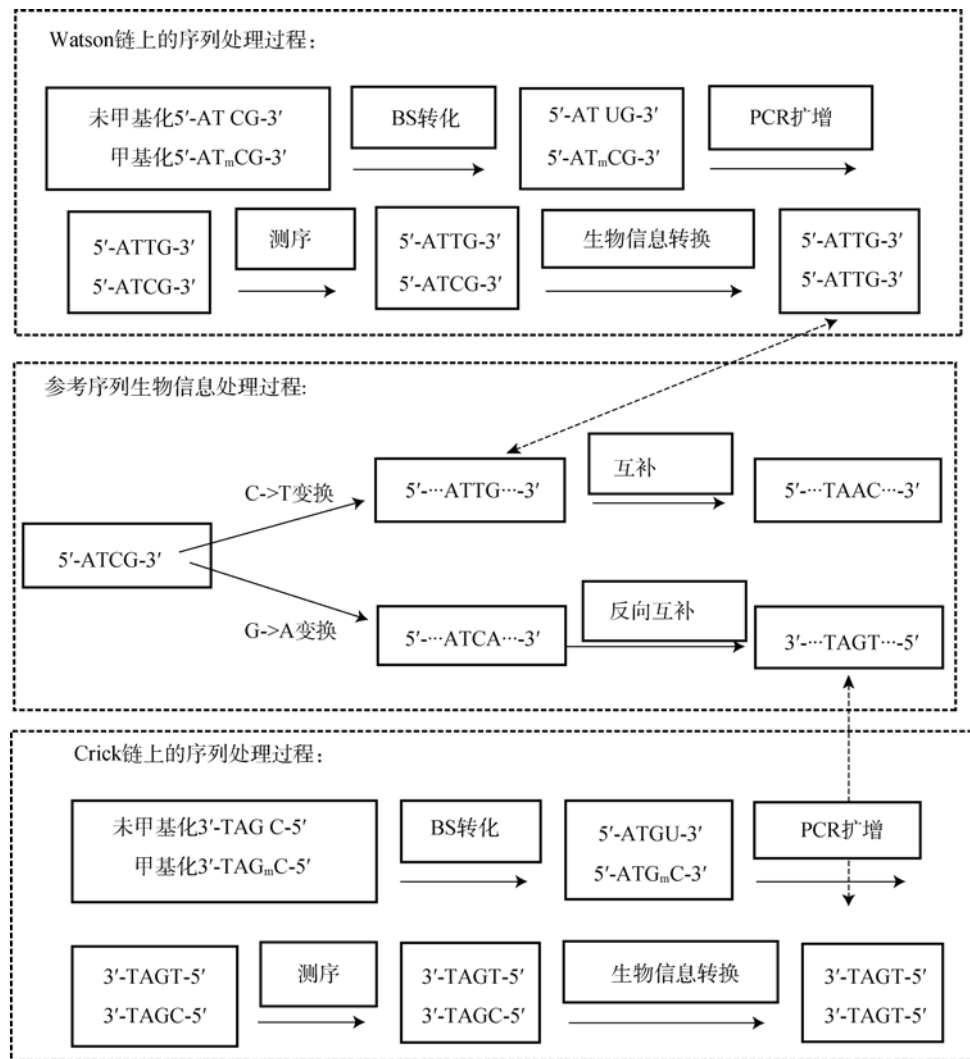 Watson链上的序列处理过程：
未甲基化5′-AT CG-3′
甲基化5′-ATmCG-3′
BS转化
5′-AT UG-3′
5′-ATmCG-3′
PCR扩增
5′-ATTG-3′
5′-ATCG-3′
测序
5′-ATTG-3′
5′-ATCG-3′
生物信息转换
5′-ATTG-3′
5′-ATTG-3′
参考序列生物信息处理过程:
5′-ATCG-3′
C->T变换
5′-···ATTG···-3′
互补
5′-···TAAC···-3′
G->A变换
5′-···ATCA···-3′
反向互补
3′-···TAGT···-5′
Crick链上的序列处理过程：
未甲基化3′-TAG C-5′
甲基化3′-TAGmC-5′
BS转化
5′-ATGU-3′
5′-ATGmC-3′
PCR扩增
3′-TAGT-5′
3′-TAGC-5′
测序
3′-TAGT-5′
3′-TAGC-5′
生物信息转换
3′-TAGT-5′
3′-TAGT-5′